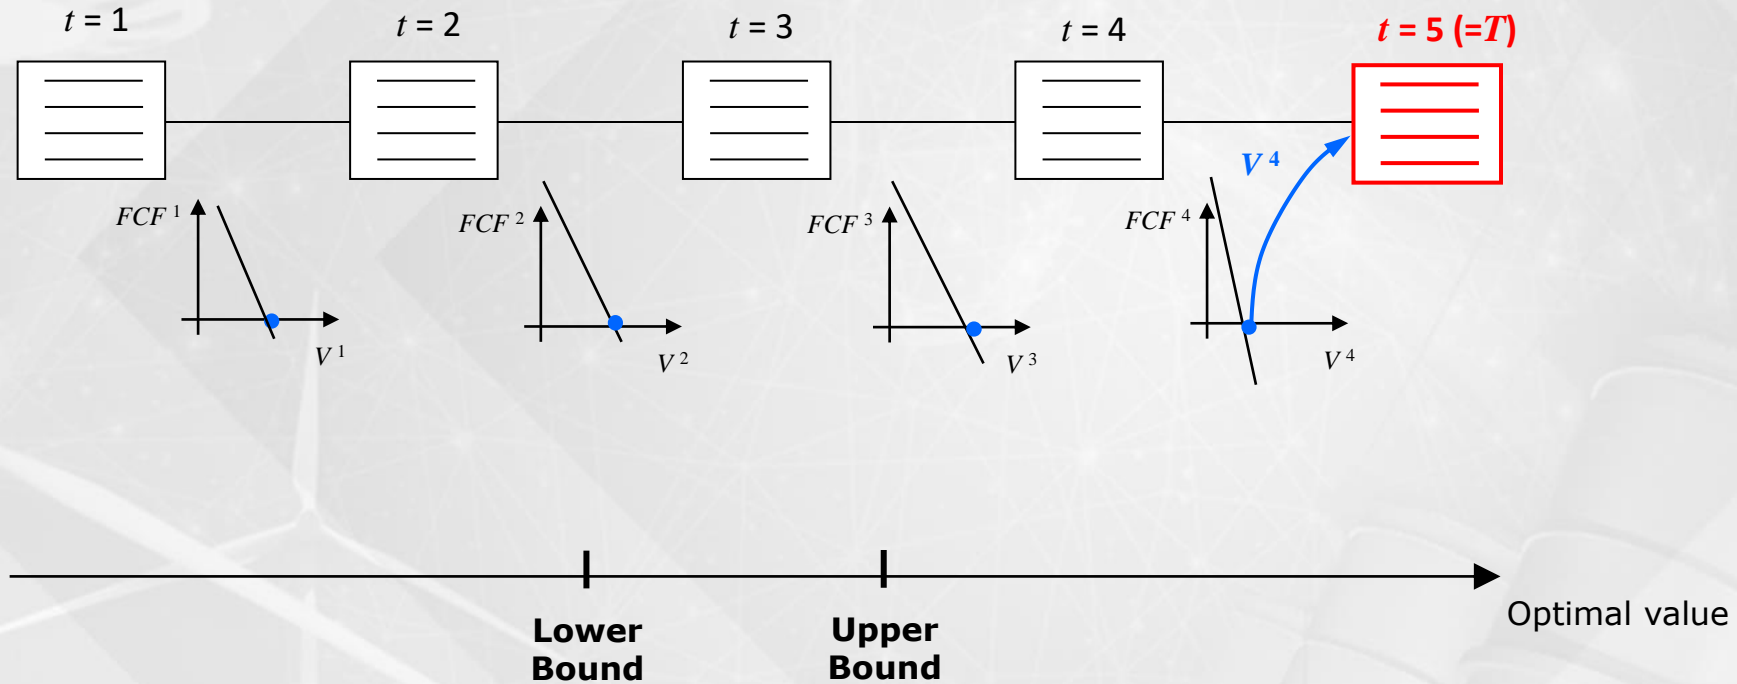 t = 1
t = 2
t = 3
t = 4
t = 5 (=T)
V 4
FCF 1
FCF 2
FCF 3
FCF 4
V 1
V 2
V 3
V 4
Optimal value
Lower
Bound
Upper
Bound